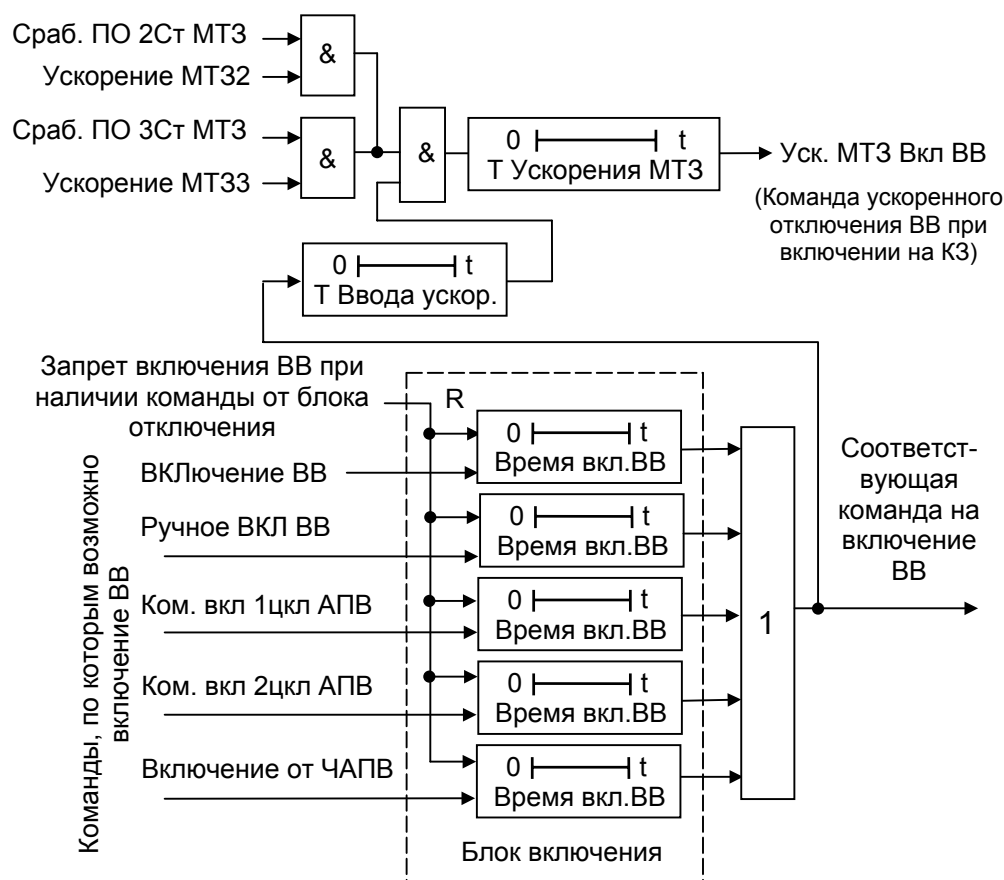 Сраб. ПО 2Ст МТЗ
Ускорение МТЗ2
&
Сраб. ПО 3Ст МТЗ
Ускорение МТЗ3
&
&
0 t
Т Ускорения МТЗ
Уск. МТЗ Вкл ВВ
(Команда ускоренного
отключения ВВ при
включении на КЗ)
0 t
Т Ввода ускор.
Запрет включения ВВ при
наличии команды от блока
отключения
R
Команды, по которым возможно
включение ВВ
ВКЛючение ВВ
0 t
Время вкл.ВВ
Ручное ВКЛ ВВ
0 t
Время вкл.ВВ
Ком. вкл 1цкл АПВ
0 t
Время вкл.ВВ
Ком. вкл 2цкл АПВ
0 t
Время вкл.ВВ
Включение от ЧАПВ
0 t
Время вкл.ВВ
1
Соответст-
вующая
команда на
включение
ВВ
Блок включения